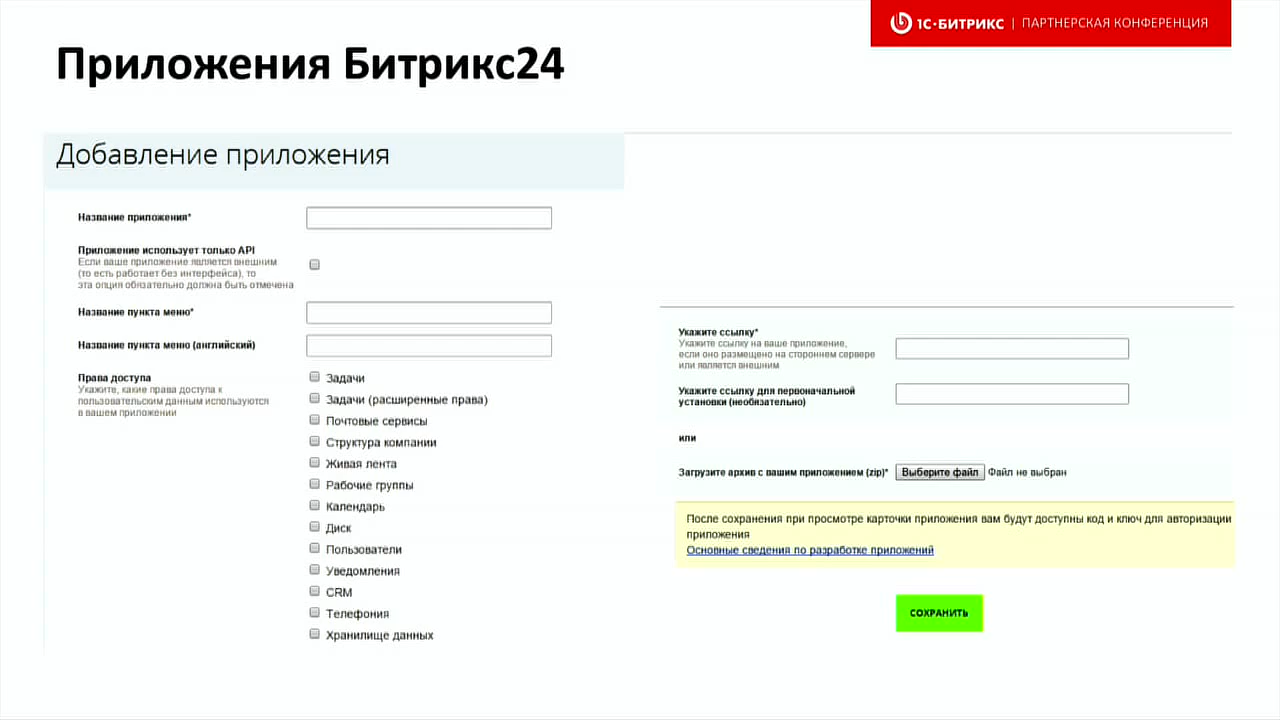 1С·БИТРИКС | ПАРТНЕРСКАЯ КОНФЕРЕНЦИЯ
Приложения Битрикс24
Добавление приложения
Название приложения*
Приложение использует только API
Если ваше приложение является внешним
(то есть работает без интерфейса), то
эта опция обязательно должна быть отмечена
Название пункта меню*
Название пункта меню (английский)
Права доступа
Укажите, какие права доступа к
пользовательским данным используются
в вашем приложении
Задачи
Задачи (расширенные права)
Почтовые сервисы
Структура компании
Живая лента
Рабочие группы
Календарь
Диск
Пользователи
Уведомления
CRM
Телефония
Хранилище данных
Укажите ссылку*
Укажите ссылку на ваше приложение,
если оно размещено на стороннем сервере
или является внешним
Укажите ссылку для первоначальной
установки (необязательно)
или
Загрузите архив с вашим приложением (zip)*
Выберите файл Файл не выбран
После сохранения при просмотре карточки приложения вам будут доступны код и ключ для авторизации
приложения
Основные сведения по разработке приложений
СОХРАНИТЬ